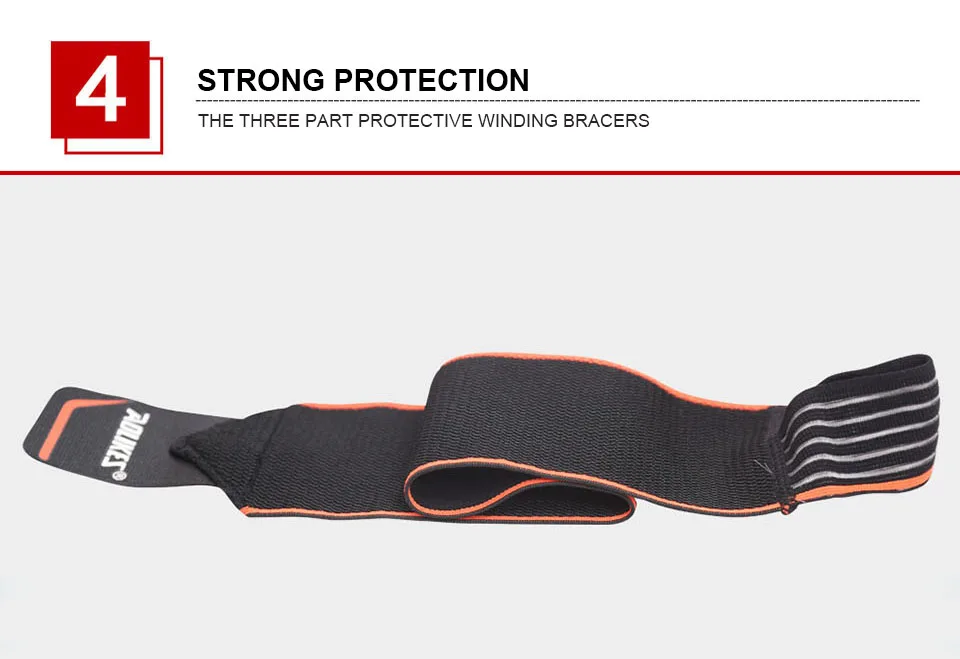 4
STRONG PROTECTION
THE THREE PART PROTECTIVE WINDING BRACERS
AOLIKES®